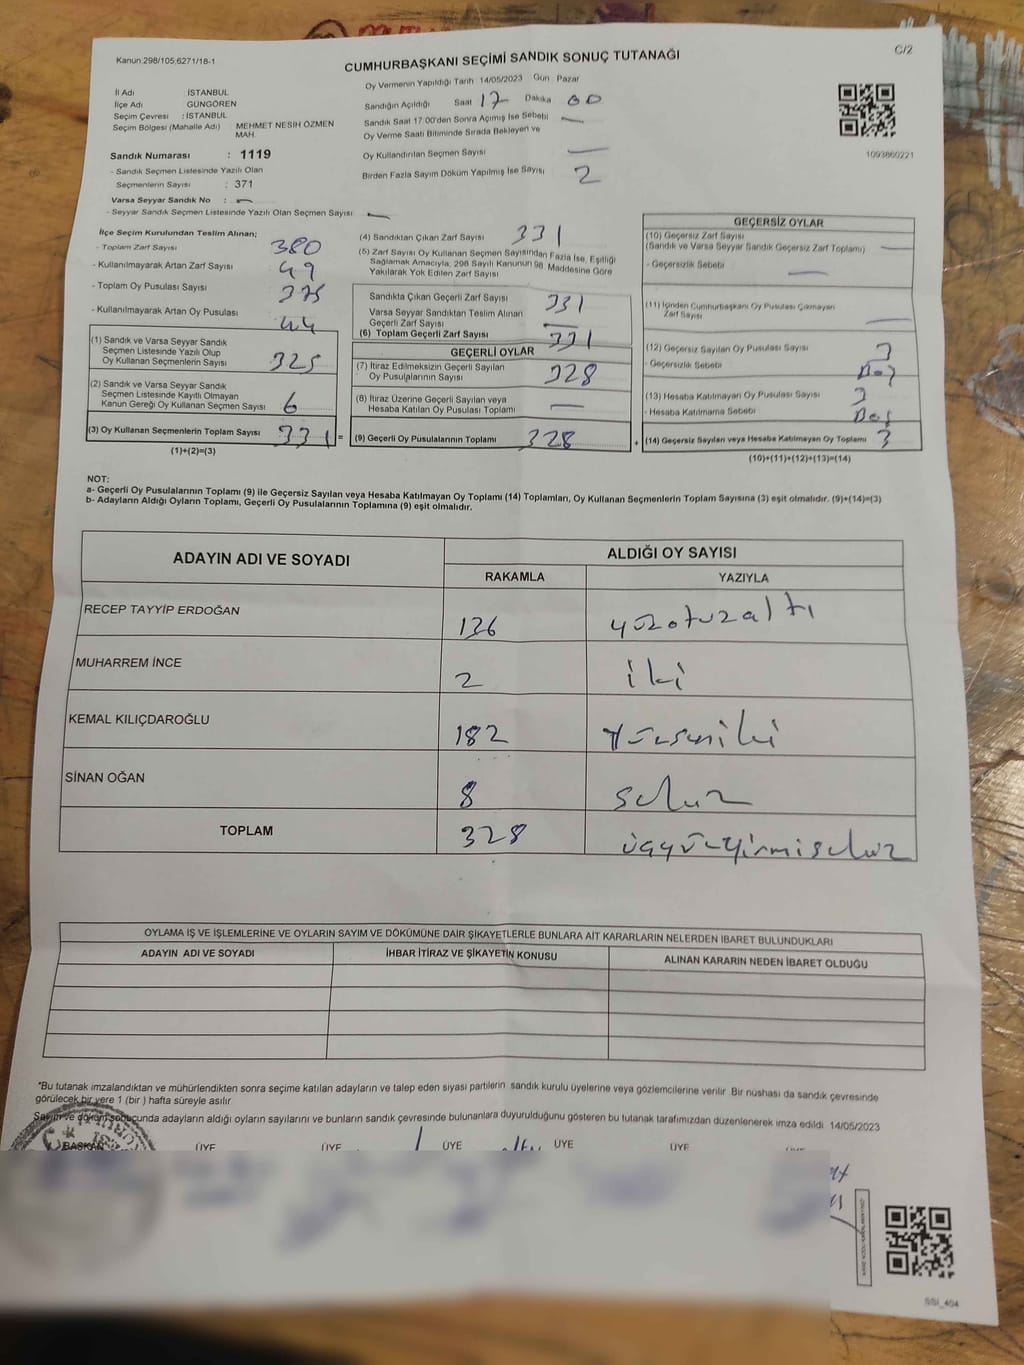 Kanun:298/105,6271/18-1
C/2
CUMHURBAŞKANI SEÇİMİ SANDIK SONUÇ TUTANAĞI
Oy Vermenin Yapıldığı Tarih 14/05/2023 Gün Pazar
İl Adı : İSTANBUL
İlçe Adı : GÜNGÖREN
Seçim Çevresi : İSTANBUL
Seçim Bölgesi (Mahalle Adı) : MEHMET NESİH ÖZMEN
MAH.
Sandık Numarası : 1119
- Sandık Seçmen Listesinde Yazılı Olan
Seçmenlerin Sayısı : 371
Varsa Seyyar Sandık No : —
- Seyyar Sandık Seçmen Listesinde Yazılı Olan Seçmen Sayısı —
Sandığın Açıldığı Saat 17 Dakika 00
Sandık Saat 17:00'den Sonra Açılmış İse Sebebi —
Oy Verme Saati Bitiminde Sırada Bekleyen ve
Oy Kullandırılan Seçmen Sayısı —
Birden Fazla Sayım Döküm Yapılmış İse Sayısı 2
1093860221
İlçe Seçim Kurulundan Teslim Alınan;
- Toplam Zarf Sayısı 380
- Kullanılmayarak Artan Zarf Sayısı 49
- Toplam Oy Pusulası Sayısı 375
- Kullanılmayarak Artan Oy Pusulası 44
(1) Sandık ve Varsa Seyyar Sandık
Seçmen Listesinde Yazılı Olup
Oy Kullanan Seçmenlerin Sayısı 325
(2) Sandık ve Varsa Seyyar Sandık
Seçmen Listesinde Kayıtlı Olmayan
Kanun Gereği Oy Kullanan Seçmen Sayısı 6
(3) Oy Kullanan Seçmenlerin Toplam Sayısı 331 =
(1)+(2)=(3)
(4) Sandıktan Çıkan Zarf Sayısı 331
(5) Zarf Sayısı Oy Kullanan Seçmen Sayısından Fazla İse, Eşitliği
Sağlamak Amacıyla, 298 Sayılı Kanunun 98. Maddesine Göre
Yakılarak Yok Edilen Zarf Sayısı
Sandıkta Çıkan Geçerli Zarf Sayısı 331
Varsa Seyyar Sandıktan Teslim Alınan
Geçerli Zarf Sayısı —
(6) Toplam Geçerli Zarf Sayısı 331
GEÇERLİ OYLAR
(7) İtiraz Edilmeksizin Geçerli Sayılan
Oy Pusulalarının Sayısı 328
(8) İtiraz Üzerine Geçerli Sayılan veya
Hesaba Katılan Oy Pusulası Toplamı —
(9) Geçerli Oy Pusulalarının Toplamı 328 +
GEÇERSİZ OYLAR
(10) Geçersiz Zarf Sayısı
(Sandık ve Varsa Seyyar Sandık Geçersiz Zarf Toplamı) —
- Geçersizlik Sebebi —
(11) İçinden Cumhurbaşkanı Oy Pusulası Çıkmayan
Zarf Sayısı —
(12) Geçersiz Sayılan Oy Pusulası Sayısı 3
- Geçersizlik Sebebi Boş
(13) Hesaba Katılmayan Oy Pusulası Sayısı 3
- Hesaba Katılmama Sebebi Boş
(14) Geçersiz Sayılan veya Hesaba Katılmayan Oy Toplamı 3
(10)+(11)+(12)+(13)=(14)
NOT:
a- Geçerli Oy Pusulalarının Toplamı (9) ile Geçersiz Sayılan veya Hesaba Katılmayan Oy Toplamı (14) Toplamları, Oy Kullanan Seçmenlerin Toplam Sayısına (3) eşit olmalıdır. (9)+(14)=(3)
b- Adayların Aldığı Oyların Toplamı, Geçerli Oy Pusulalarının Toplamına (9) eşit olmalıdır.
ADAYIN ADI VE SOYADI ALDIĞI OY SAYISI
RAKAMLA YAZIYLA
RECEP TAYYİP ERDOĞAN 136 yüzotuzaltı
MUHARREM İNCE 2 iki
KEMAL KILIÇDAROĞLU 182 yüzseniki
SİNAN OĞAN 8 sekiz
TOPLAM 328 üçyüzyirmisekiz
OYLAMA İŞ VE İŞLEMLERİNE VE OYLARIN SAYIM VE DÖKÜMÜNE DAİR ŞİKAYETLERLE BUNLARA AİT KARARLARIN NELERDEN İBARET BULUNDUKLARI
ADAYIN ADI VE SOYADI İHBAR İTİRAZ VE ŞİKAYETİN KONUSU ALINAN KARARIN NEDEN İBARET OLDUĞU
"Bu tutanak imzalandıktan ve mühürlendikten sonra seçime katılan adayların ve talep eden siyasi partilerin sandık kurulu üyelerine veya gözlemcilerine verilir. Bir nüshası da sandık çevresinde
görülecek bir yere 1 (bir) hafta süreyle asılır
Sayım ve döküm sonucunda adayların aldığı oyların sayılarını ve bunların sandık çevresinde bulunanlara duyurulduğunu gösteren bu tutanak tarafımızdan düzenlenerek imza edildi. 14/05/2023
BAŞKAN ÜYE ÜYE ÜYE ÜYE ÜYE
SSI_404